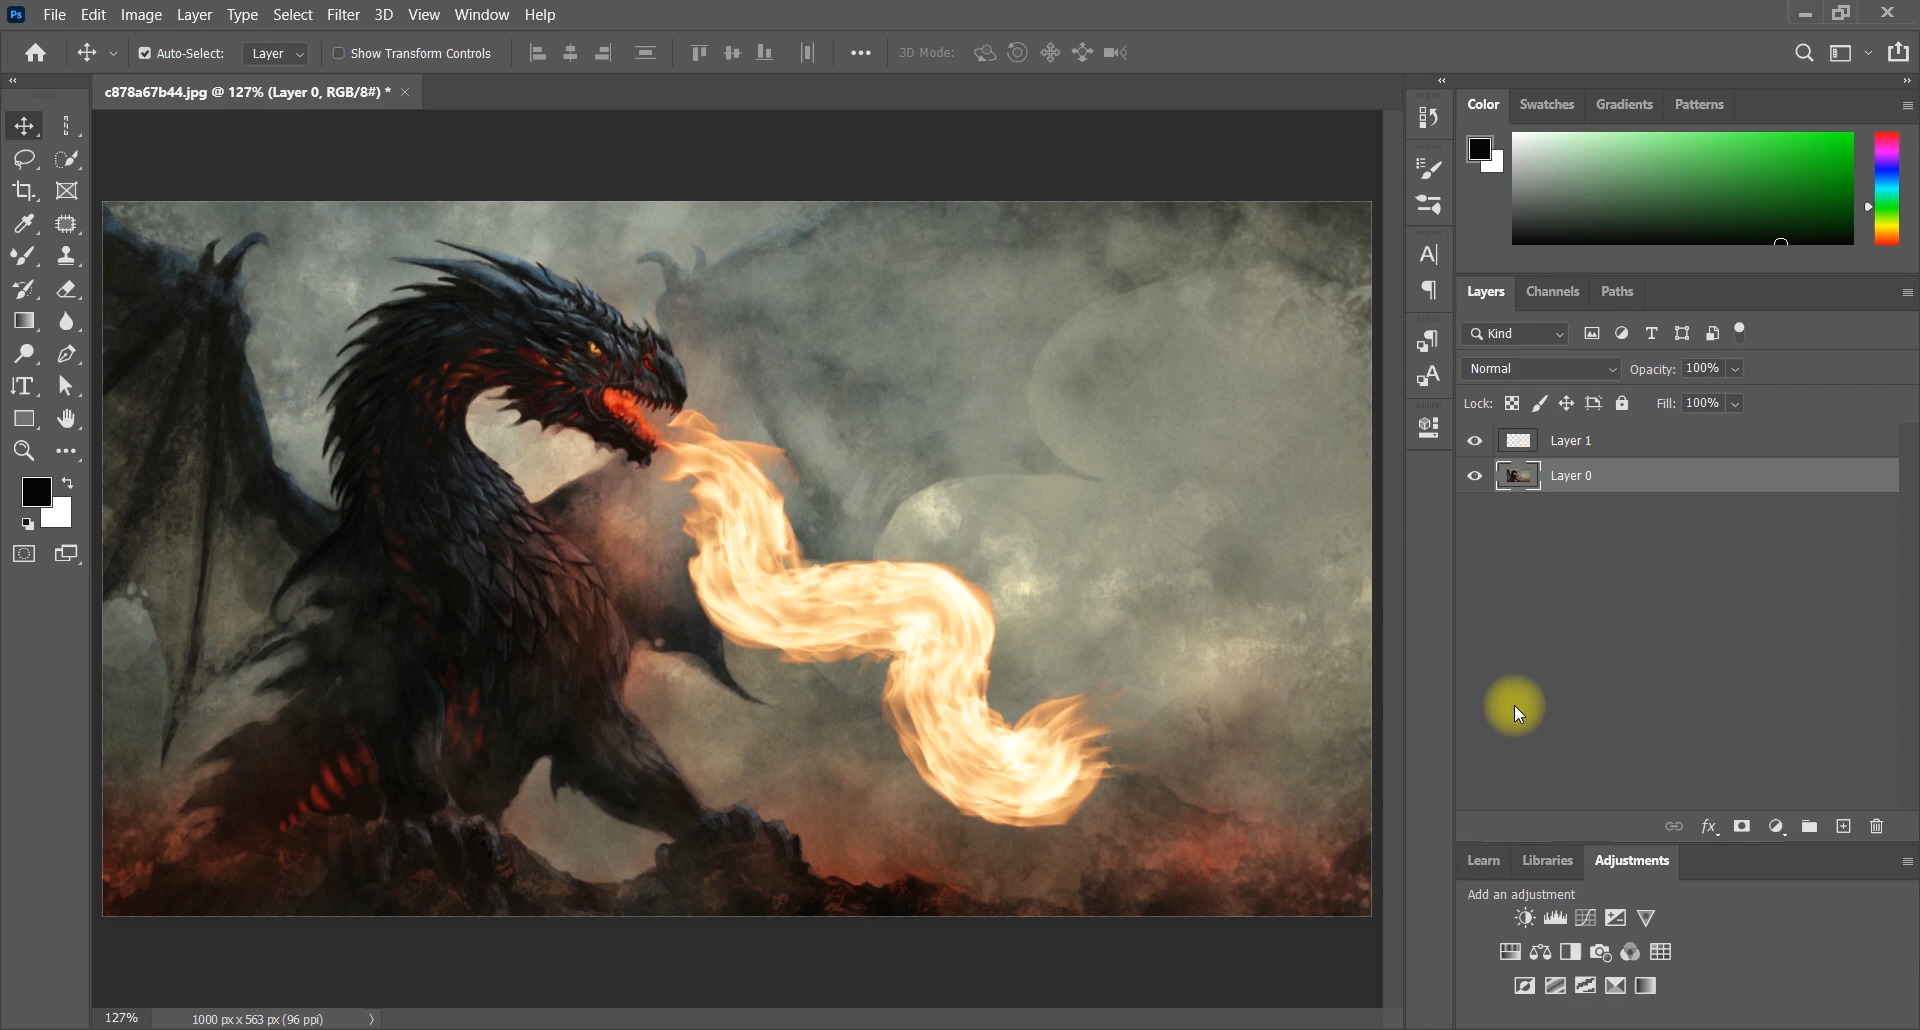 Ps File Edit Image Layer Type Select Filter 3D View Window Help
Auto-Select: Layer Show Transform Controls 3D Mode:
c878a67b44.jpg @ 127% (Layer 0, RGB/8#) *
Color Swatches Gradients Patterns
Layers Channels Paths
Kind
Normal Opacity: 100%
Lock: Fill: 100%
Layer 1
Layer 0
Learn Libraries Adjustments
Add an adjustment
127% 1000 px x 563 px (96 ppi)